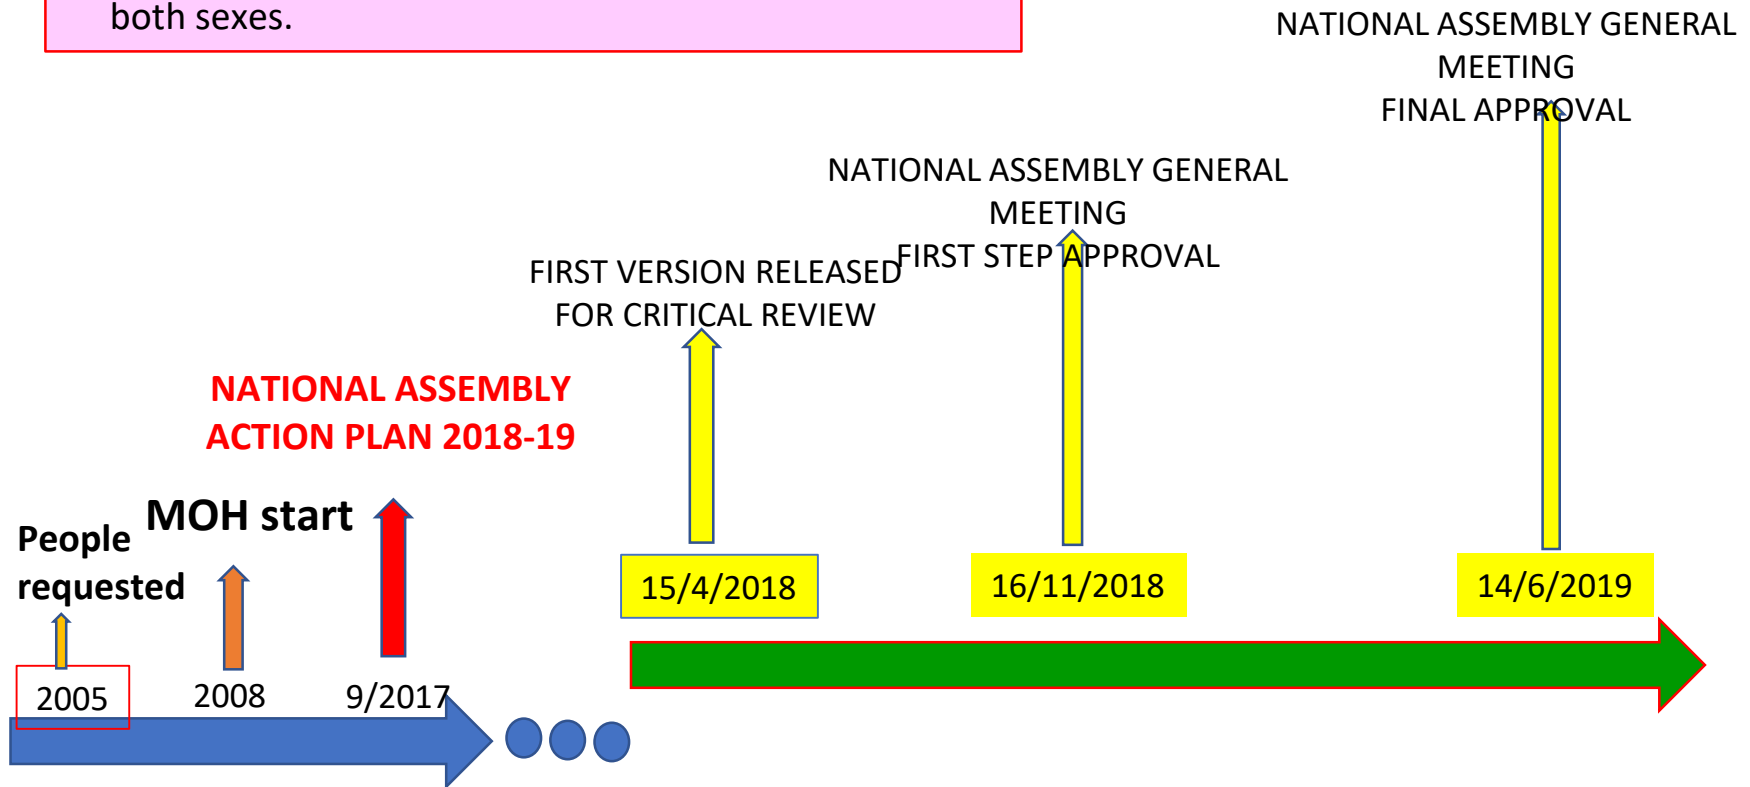 both sexes.
NATIONAL ASSEMBLY GENERAL
MEETING
FINAL APPROVAL
NATIONAL ASSEMBLY GENERAL
MEETING
FIRST STEP APPROVAL
FIRST VERSION RELEASED
FOR CRITICAL REVIEW
NATIONAL ASSEMBLY
ACTION PLAN 2018-19
MOH start
People
requested
15/4/2018
16/11/2018
14/6/2019
2005
2008
9/2017